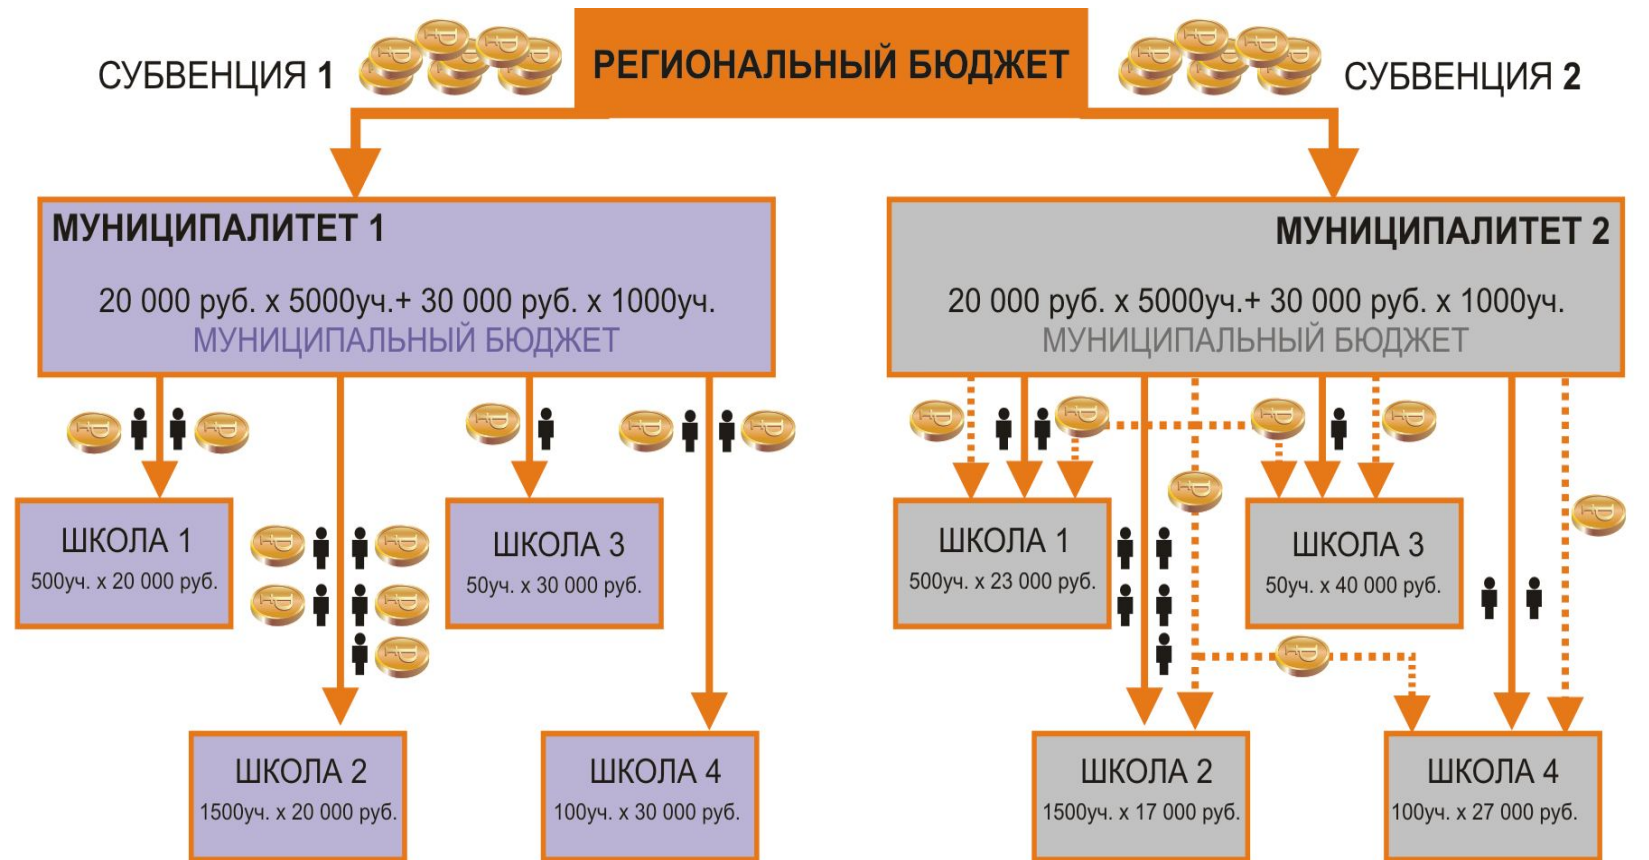 СУБВЕНЦИЯ 1
РЕГИОНАЛЬНЫЙ БЮДЖЕТ
СУБВЕНЦИЯ 2
МУНИЦИПАЛИТЕТ 1
20 000 руб. х 5000уч.+ 30 000 руб. х 1000уч.
МУНИЦИПАЛЬНЫЙ БЮДЖЕТ
МУНИЦИПАЛИТЕТ 2
20 000 руб. х 5000уч.+ 30 000 руб. х 1000уч.
МУНИЦИПАЛЬНЫЙ БЮДЖЕТ
ШКОЛА 1
500уч. х 20 000 руб.
ШКОЛА 3
50уч. х 30 000 руб.
ШКОЛА 1
500уч. х 23 000 руб.
ШКОЛА 3
50уч. х 40 000 руб.
ШКОЛА 2
1500уч. х 20 000 руб.
ШКОЛА 4
100уч. х 30 000 руб.
ШКОЛА 2
1500уч. х 17 000 руб.
ШКОЛА 4
100уч. х 27 000 руб.